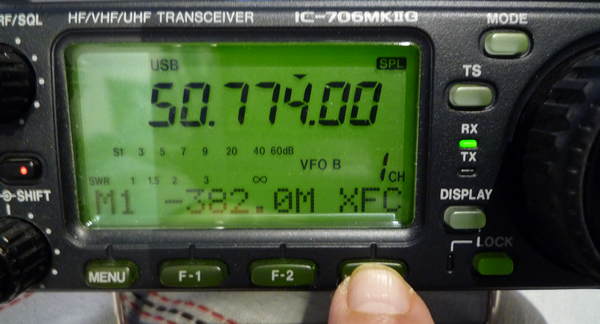 RF/SQL HF/VHF/UHF TRANSCEIVER IC-706MKIIG MODE
USB SPL
TS
50.774.00
RX
S1 3 5 7 9 20 40 60dB VFO B 1CH
TX
SWR 1 1.5 2 3 ∞
-SHIFT M1 -382.0M XFC DISPLAY
LOCK
MENU F-1 F-2